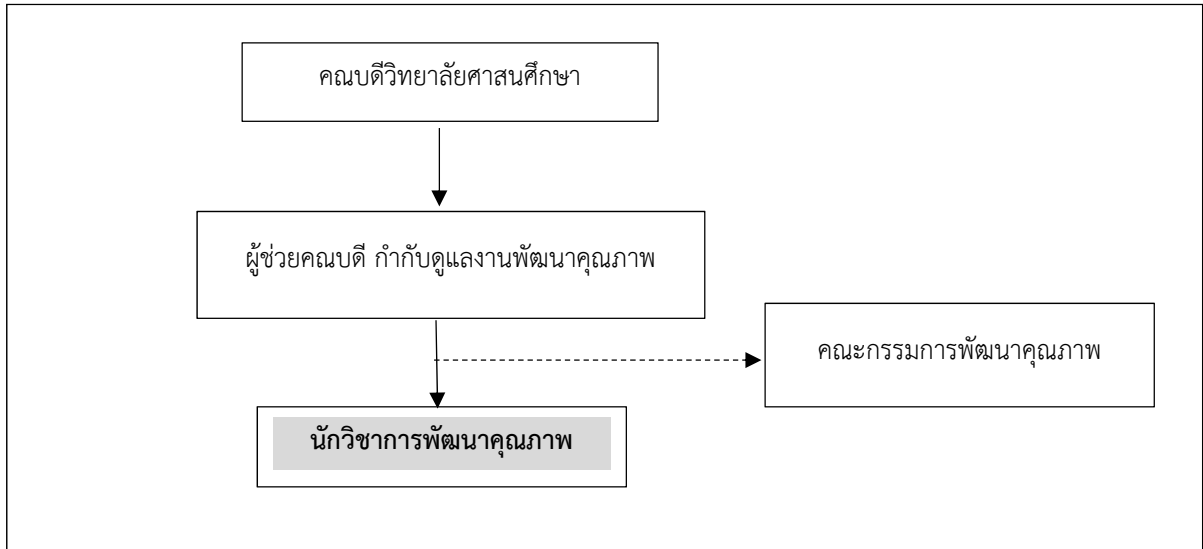 คณบดีวิทยาลัยศาสนศึกษา
ผู้ช่วยคณบดี กำกับดูแลงานพัฒนาคุณภาพ
คณะกรรมการพัฒนาคุณภาพ
นักวิชาการพัฒนาคุณภาพ